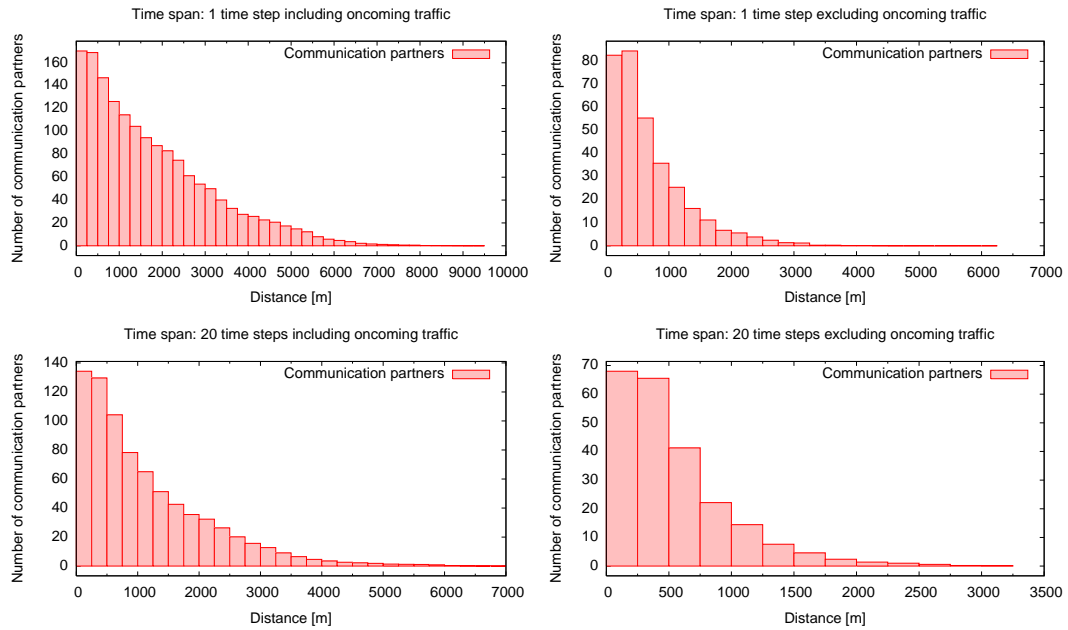 Time span: 1 time step including oncoming traffic
Number of communication partners
160
140
120
100
80
60
40
20
0
Communication partners
0 1000 2000 3000 4000 5000 6000 7000 8000 9000 10000
Distance [m]
Time span: 1 time step excluding oncoming traffic
Number of communication partners
80
70
60
50
40
30
20
10
0
Communication partners
0 1000 2000 3000 4000 5000 6000 7000
Distance [m]
Time span: 20 time steps including oncoming traffic
Number of communication partners
140
120
100
80
60
40
20
0
Communication partners
0 1000 2000 3000 4000 5000 6000 7000
Distance [m]
Time span: 20 time steps excluding oncoming traffic
Number of communication partners
70
60
50
40
30
20
10
0
Communication partners
0 500 1000 1500 2000 2500 3000 3500
Distance [m]